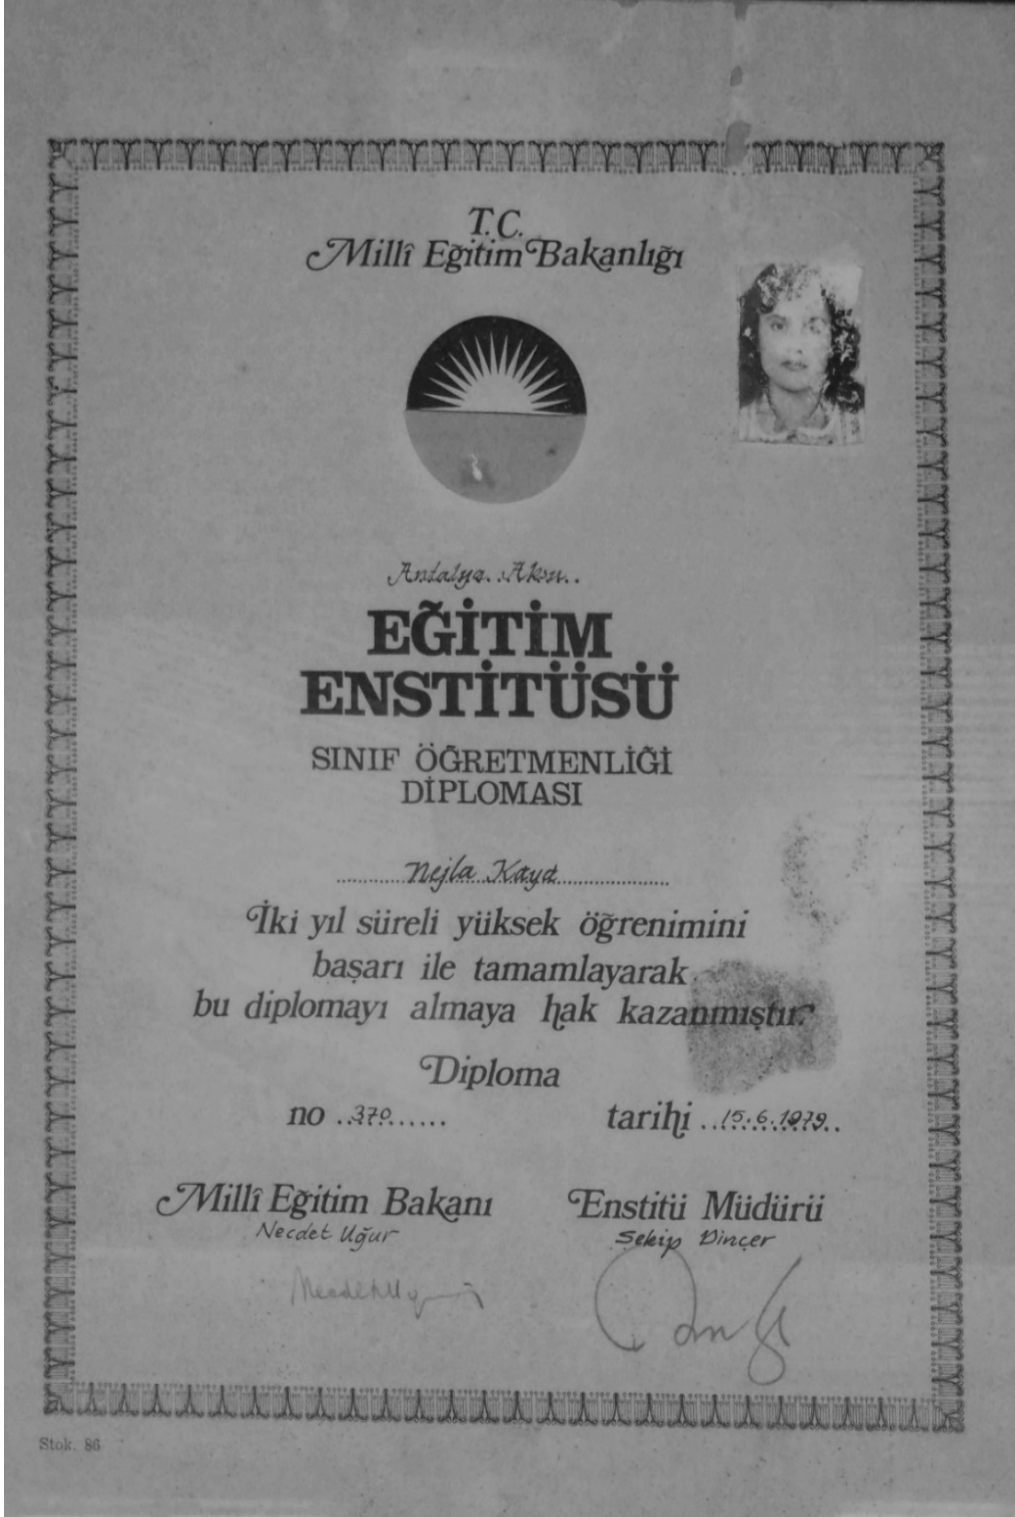 T.C.
Millî Eğitim Bakanlığı
Antalya Aksu
EĞİTİM
ENSTİTÜSÜ
SINIF ÖĞRETMENLİĞİ
DİPLOMASI
Nejla Kaya
İki yıl süreli yüksek öğrenimini
başarı ile tamamlayarak
bu diplomayı almaya hak kazanmıştır.
Diploma
no 370 tarihi 15.6.1979
Millî Eğitim Bakanı Enstitü Müdürü
Necdet Uğur Şekip Dinçer
Stok. 86